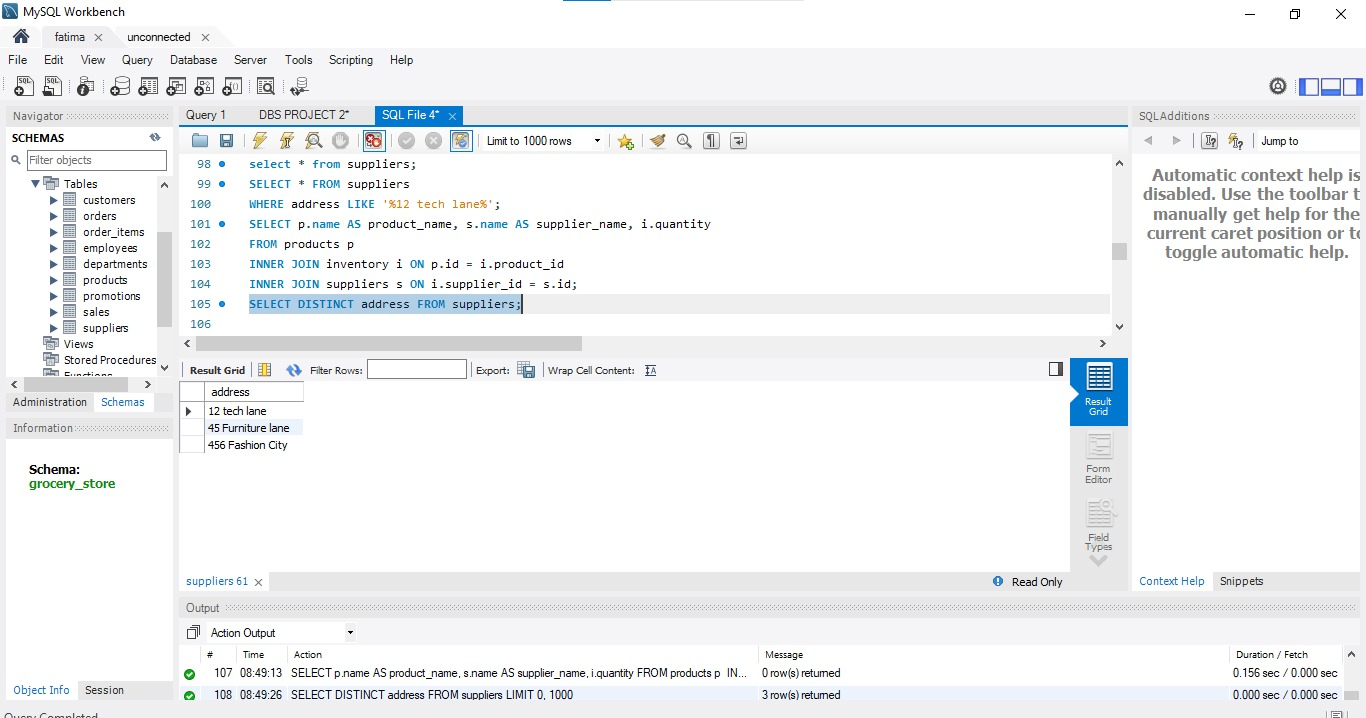 MySQL Workbench
fatima
unconnected
File Edit View Query Database Server Tools Scripting Help
Navigator
SCHEMAS
Filter objects
Tables
customers
orders
order_items
employees
departments
products
promotions
sales
suppliers
Views
Stored Procedures
Functions
Administration Schemas
Information
Schema:
grocery_store
Object Info Session
Query Completed
Query 1 DBS PROJECT 2* SQL File 4*
Limit to 1000 rows
98 select * from suppliers;
99 SELECT * FROM suppliers
100 WHERE address LIKE '%12 tech lane%';
101 SELECT p.name AS product_name, s.name AS supplier_name, i.quantity
102 FROM products p
103 INNER JOIN inventory i ON p.id = i.product_id
104 INNER JOIN suppliers s ON i.supplier_id = s.id;
105 SELECT DISTINCT address FROM suppliers;
106
Result Grid Filter Rows: Export: Wrap Cell Content:
address
12 tech lane
45 Furniture lane
456 Fashion City
Result
Grid
Form
Editor
Field
Types
suppliers 61
Read Only
Output
Action Output
# Time Action Message Duration / Fetch
107 08:49:13 SELECT p.name AS product_name, s.name AS supplier_name, i.quantity FROM products p IN... 0 row(s) returned 0.156 sec / 0.000 sec
108 08:49:26 SELECT DISTINCT address FROM suppliers LIMIT 0, 1000 3 row(s) returned 0.000 sec / 0.000 sec
SQLAdditions
Jump to
Automatic context help is
disabled. Use the toolbar t
manually get help for the
current caret position or to
toggle automatic help.
Context Help Snippets